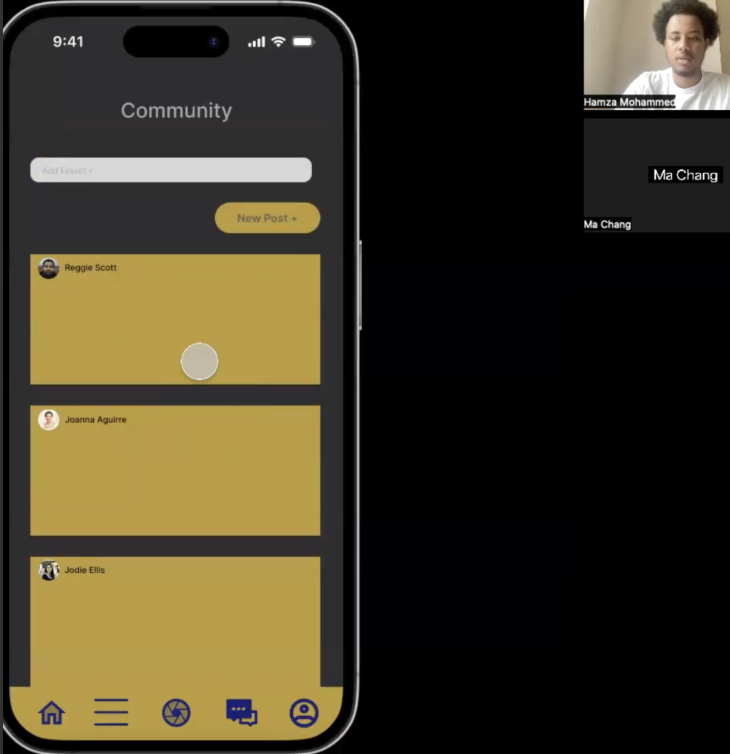 9:41
Community
Add Friend +
New Post +
Reggie Scott
Joanna Aguirre
Jodie Ellis
Hamza Mohammed
Ma Chang
Ma Chang